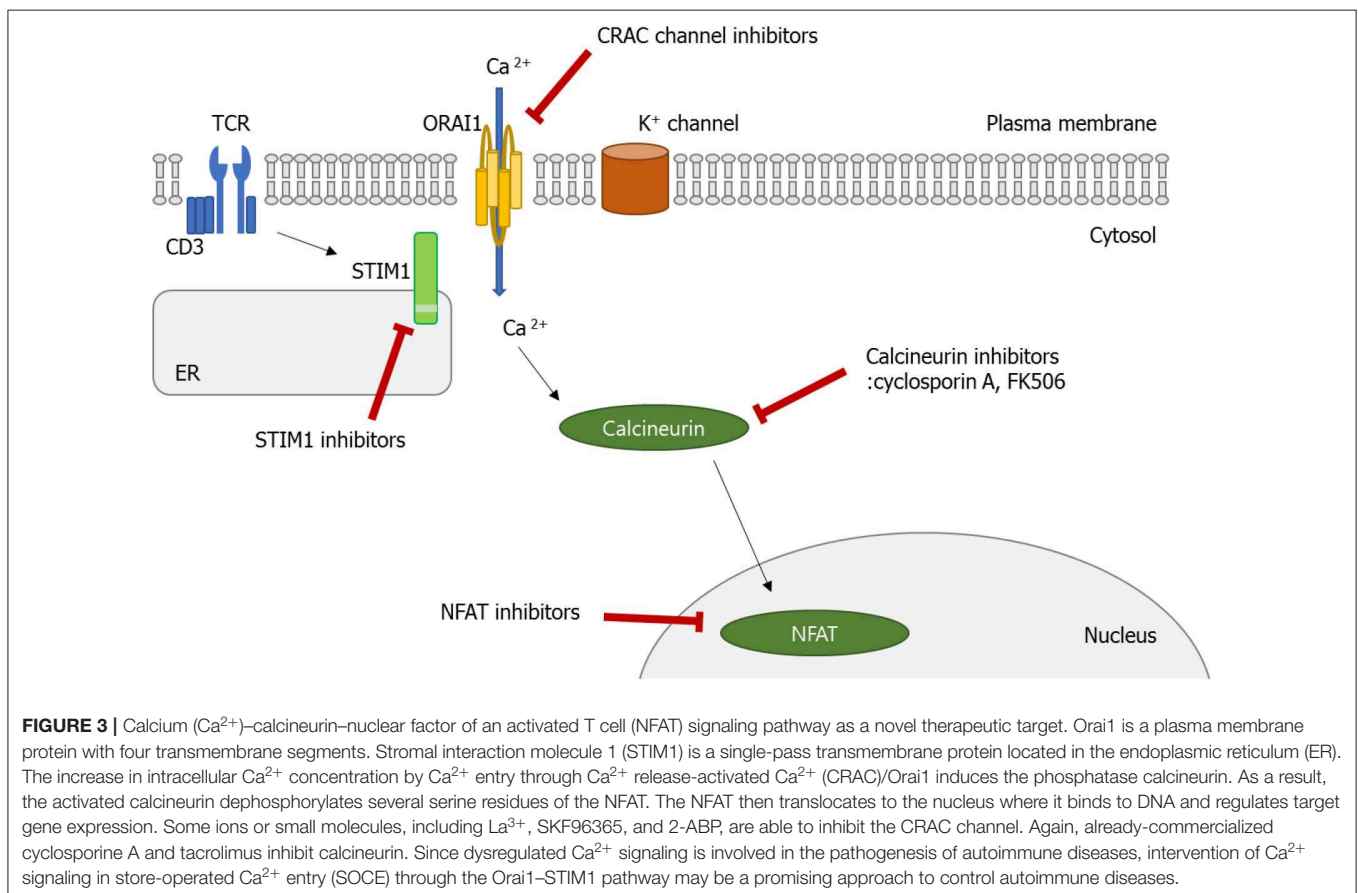 CRAC channel inhibitors
Ca 2+
TCR
ORAI1
K+ channel
Plasma membrane
CD3
Cytosol
STIM1
Ca 2+
ER
Calcineurin inhibitors
:cyclosporin A, FK506
Calcineurin
STIM1 inhibitors
NFAT inhibitors
NFAT
Nucleus
FIGURE 3 | Calcium (Ca2+)–calcineurin–nuclear factor of an activated T cell (NFAT) signaling pathway as a novel therapeutic target. Orai1 is a plasma membrane
protein with four transmembrane segments. Stromal interaction molecule 1 (STIM1) is a single-pass transmembrane protein located in the endoplasmic reticulum (ER).
The increase in intracellular Ca2+ concentration by Ca2+ entry through Ca2+ release-activated Ca2+ (CRAC)/Orai1 induces the phosphatase calcineurin. As a result,
the activated calcineurin dephosphorylates several serine residues of the NFAT. The NFAT then translocates to the nucleus where it binds to DNA and regulates target
gene expression. Some ions or small molecules, including La3+, SKF96365, and 2-ABP, are able to inhibit the CRAC channel. Again, already-commercialized
cyclosporine A and tacrolimus inhibit calcineurin. Since dysregulated Ca2+ signaling is involved in the pathogenesis of autoimmune diseases, intervention of Ca2+
signaling in store-operated Ca2+ entry (SOCE) through the Orai1–STIM1 pathway may be a promising approach to control autoimmune diseases.